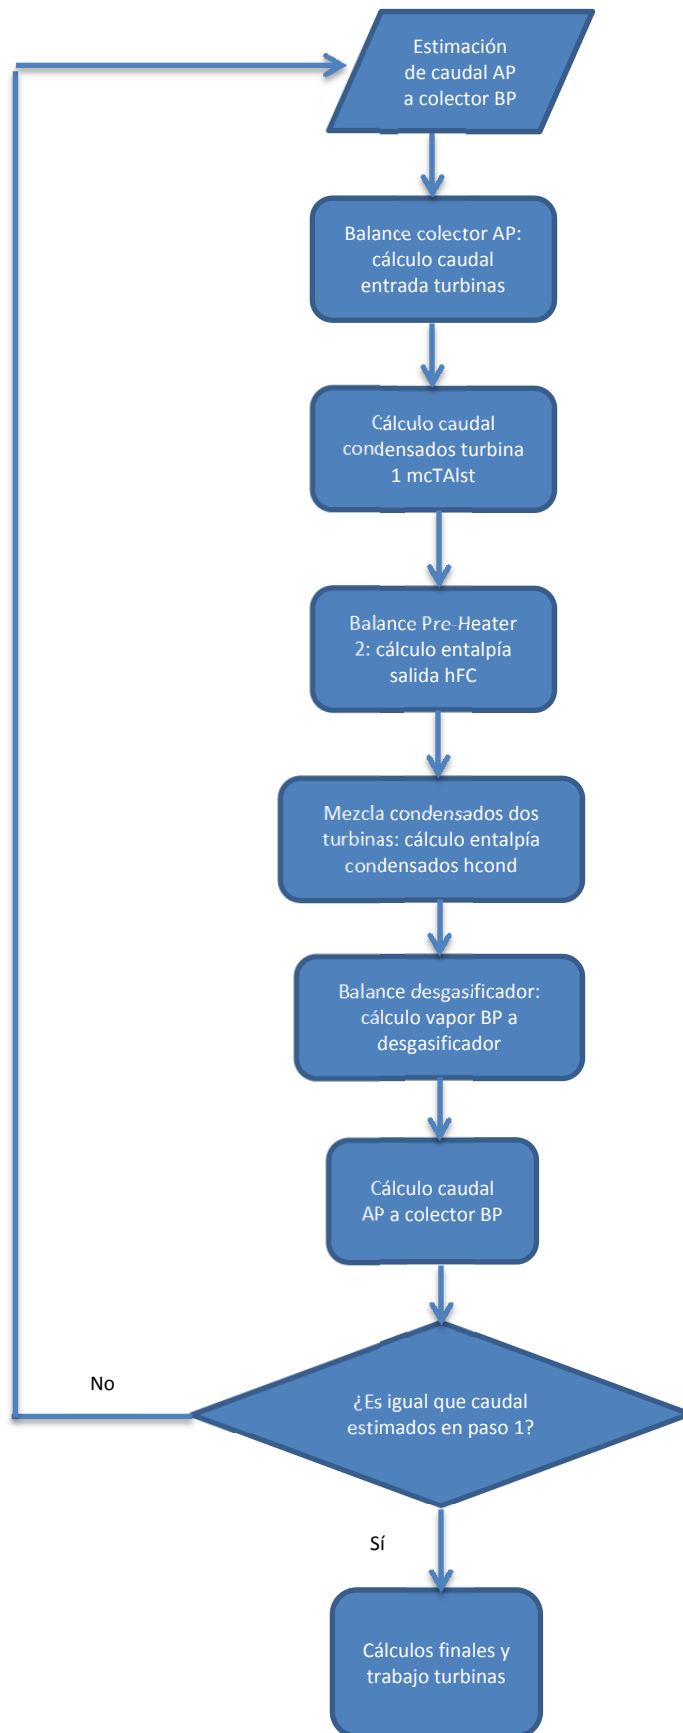 Estimación
de caudal AP
a colector BP
Balance colector AP:
cálculo caudal
entrada turbinas
Cálculo caudal
condensados turbina
1 mcTAlst
Balance Pre-Heater
2: cálculo entalpía
salida hFC
Mezcla condensados dos
turbinas: cálculo entalpía
condensados hcond
Balance desgasificador:
cálculo vapor BP a
desgasificador
Cálculo caudal
AP a colector BP
No
¿Es igual que caudal
estimados en paso 1?
Sí
Cálculos finales y
trabajo turbinas